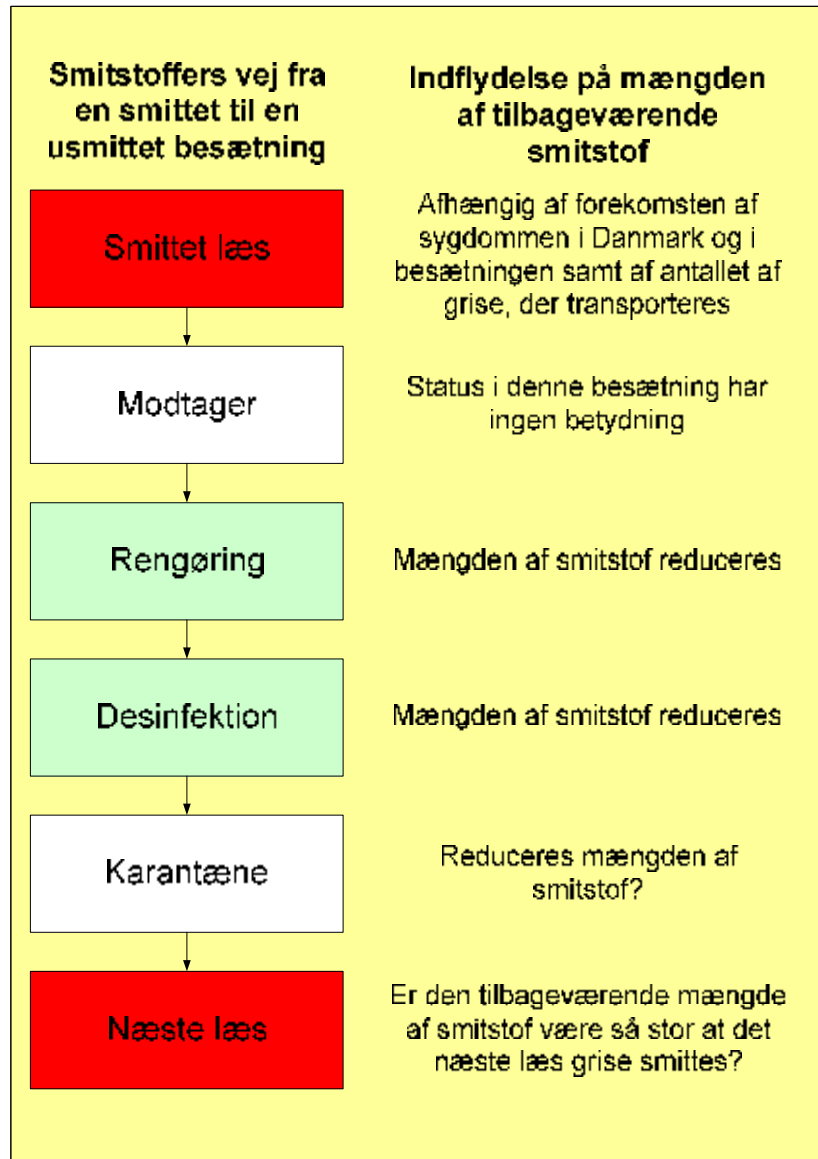 Smitstoffers vej fra
en smittet til en
usmittet besætning
Indflydelse på mængden
af tilbageværende
smitstof
Smittet læs
Afhængig af forekomsten af
sygdommen i Danmark og i
besætningen samt af antallet af
grise, der transporteres
Modtager
Status i denne besætning har
ingen betydning
Rengøring
Mængden af smitstof reduceres
Desinfektion
Mængden af smitstof reduceres
Karantæne
Reduceres mængden af
smitstof?
Næste læs
Er den tilbageværende mængde
af smitstof være så stor at det
næste læs grise smittes?